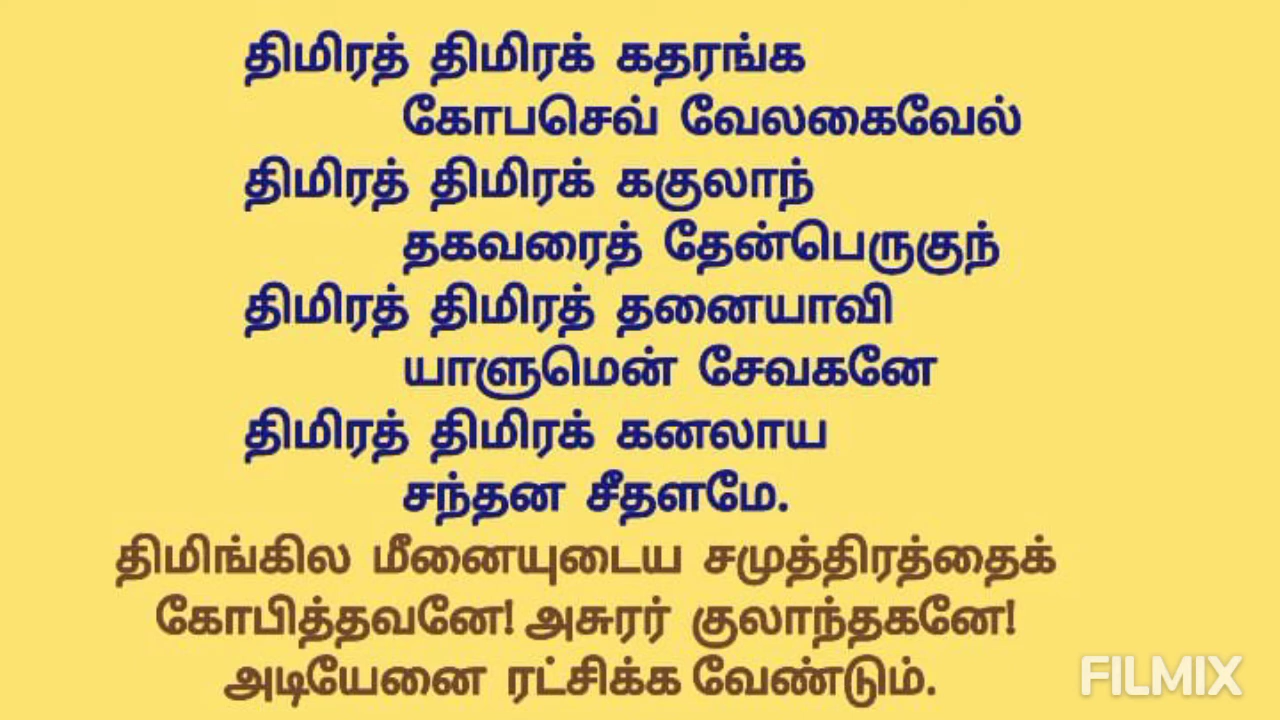 திமிரத் திமிரக் கதரங்க
கோபசெவ் வேலகைவேல்
திமிரத் திமிரக் ககுலாந்
தகவரைத் தேன்பெருகுந்
திமிரத் திமிரத் தனையாவி
யாளுமென் சேவகனே
திமிரத் திமிரக் கனலாய
சந்தன சீதளமே.
திமிங்கில மீனையுடைய சமுத்திரத்தைக்
கோபித்தவனே! அசுரர் குலாந்தகனே!
அடியேனை ரட்சிக்க வேண்டும்.
FILMIX